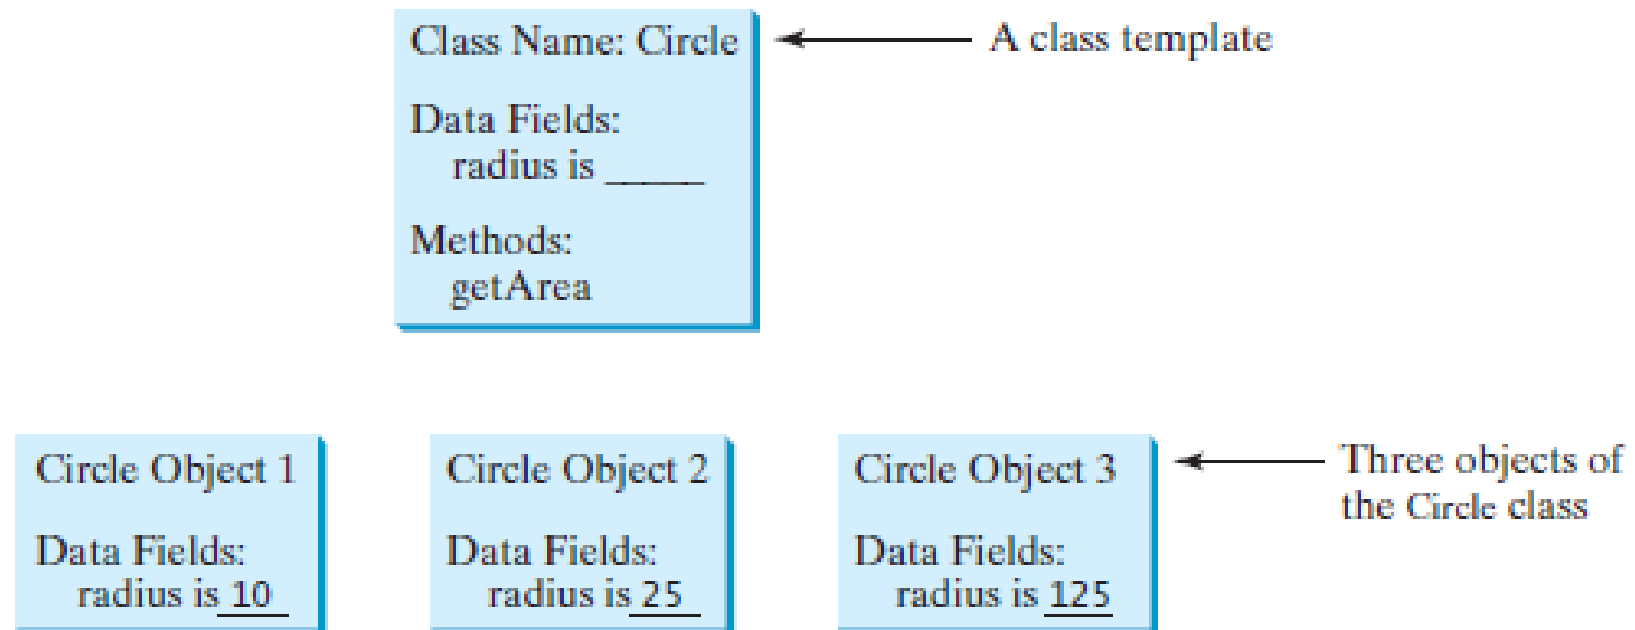 Class Name: Circle
A class template
Data Fields:
radius is _____
Methods:
getArea
Circle Object 1
Data Fields:
radius is 10
Circle Object 2
Data Fields:
radius is 25
Circle Object 3
Data Fields:
radius is 125
Three objects of
the Circle class